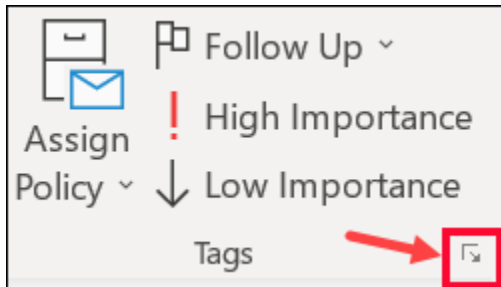 Assign
Policy
Follow Up
High Importance
Low Importance
Tags